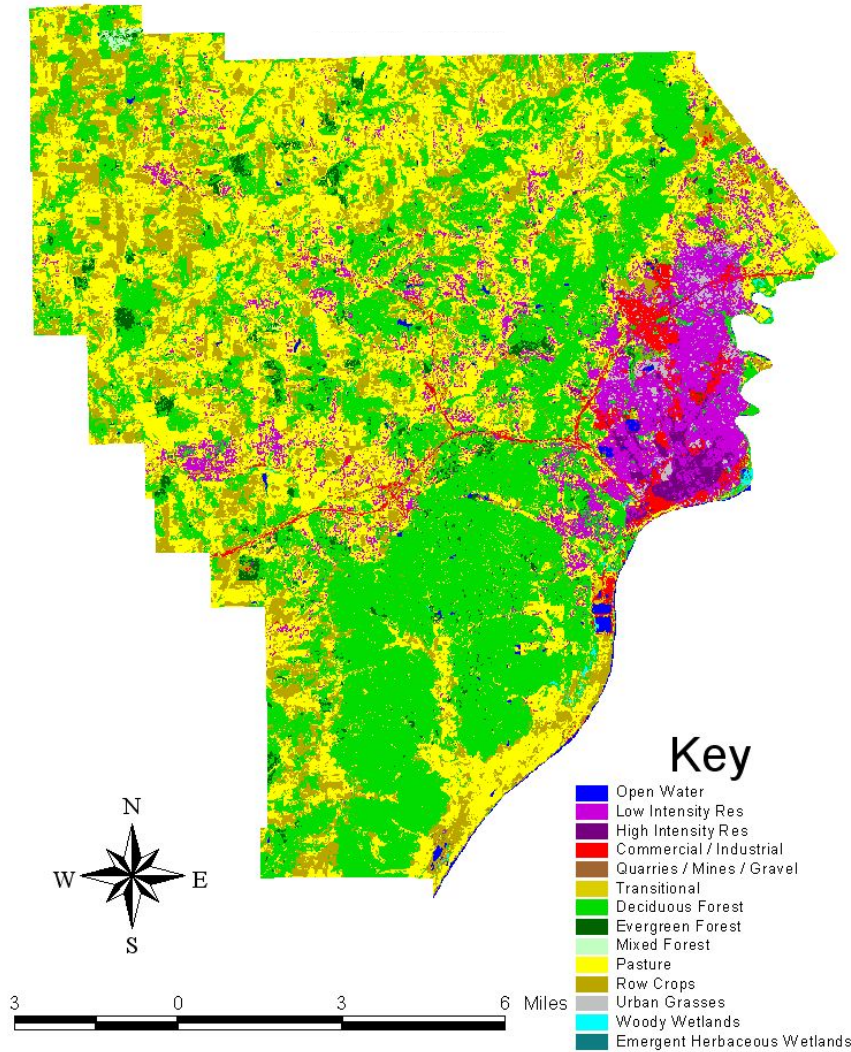 Key
Open Water
Low Intensity Res
High Intensity Res
Commercial / Industrial
Quarries / Mines / Gravel
Transitional
Deciduous Forest
Evergreen Forest
Mixed Forest
Pasture
Row Crops
Urban Grasses
Woody Wetlands
Emergent Herbaceous Wetlands
N
W E
S
3 0 3 6 Miles